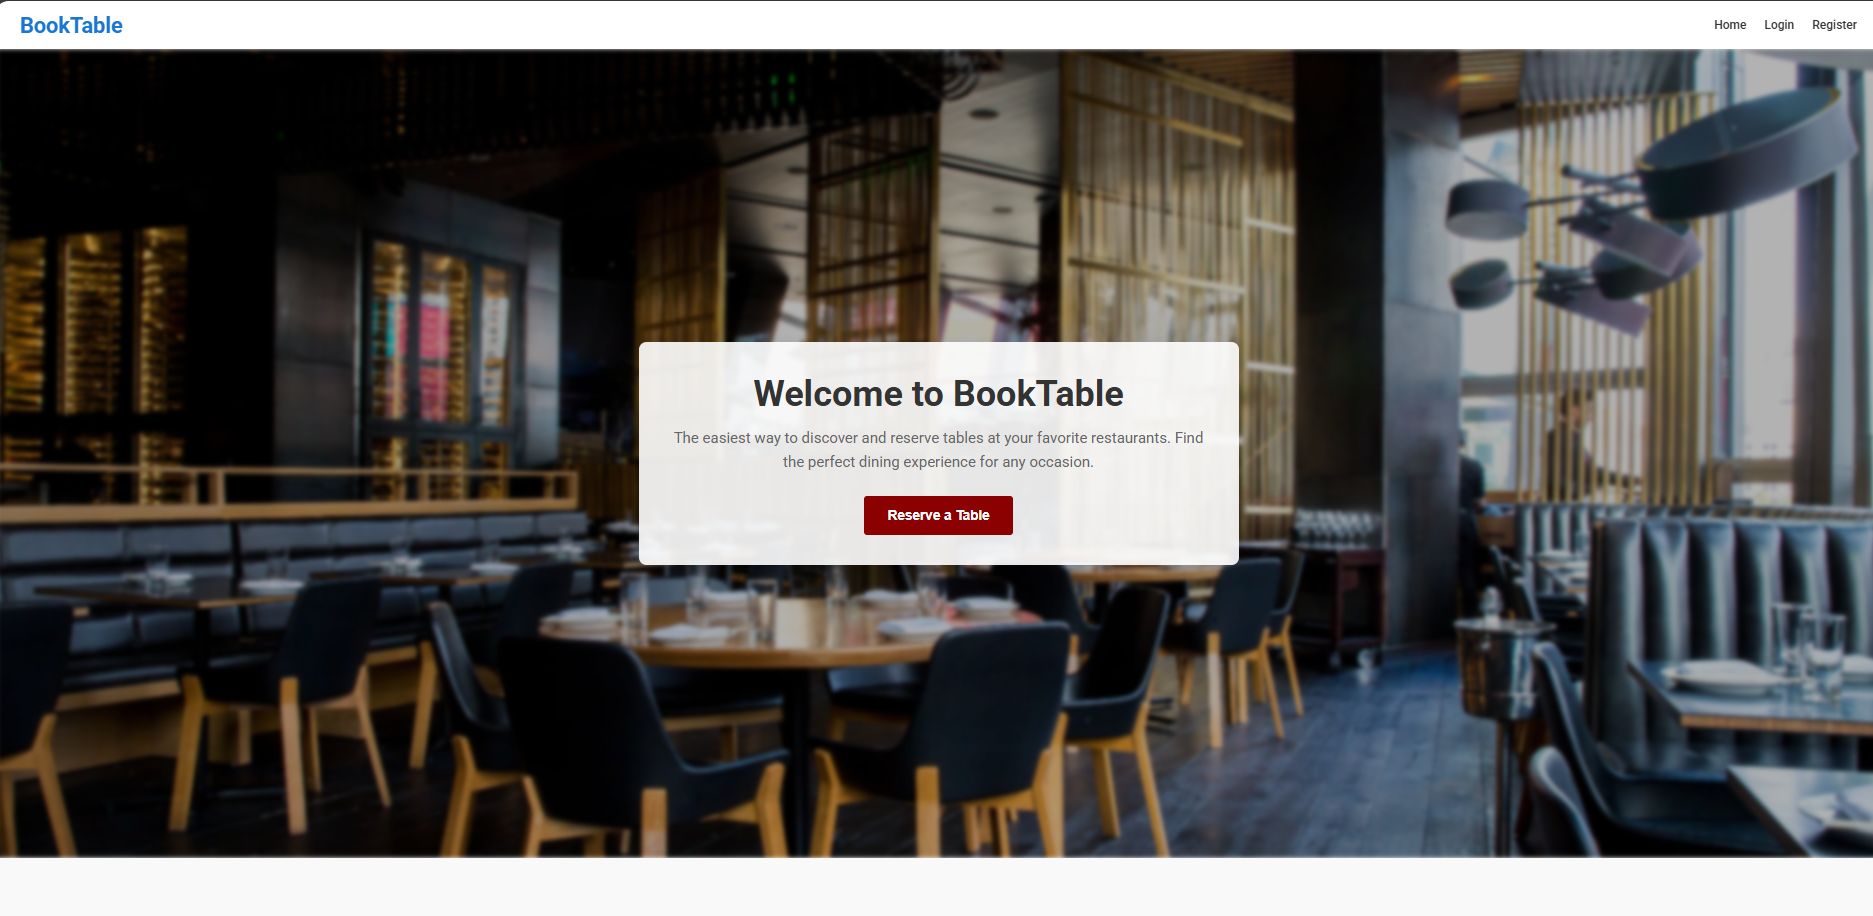 BookTable
Home Login Register
Welcome to BookTable
The easiest way to discover and reserve tables at your favorite restaurants. Find
the perfect dining experience for any occasion.
Reserve a Table